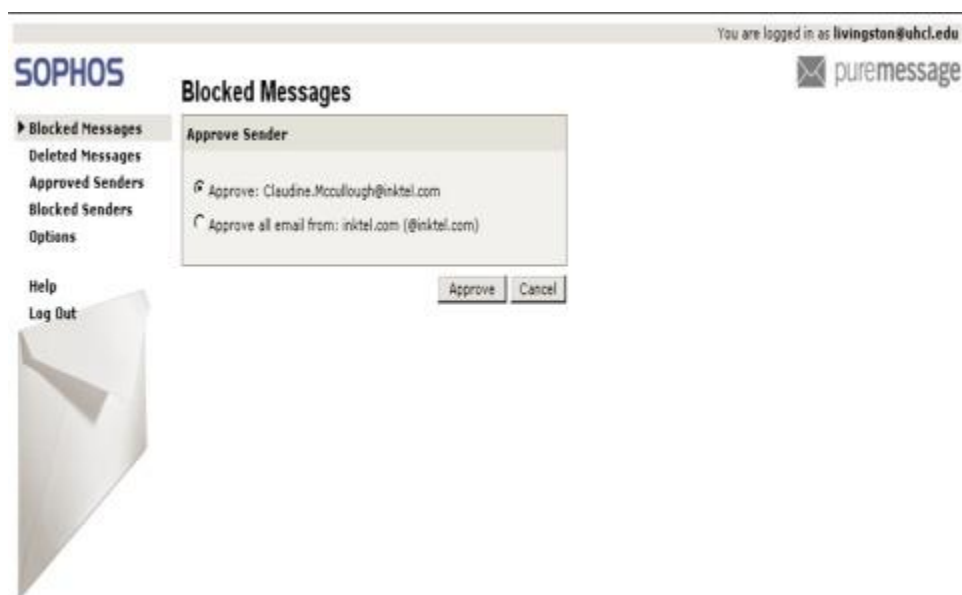 You are logged in as livingston@uhcl.edu
SOPHOS
puremessage
Blocked Messages
Blocked Messages
Deleted Messages
Approved Senders
Blocked Senders
Options
Help
Log Out
Approve Sender
Approve: Claudine.Mccullough@inktel.com
Approve all email from: inktel.com (@inktel.com)
Approve
Cancel